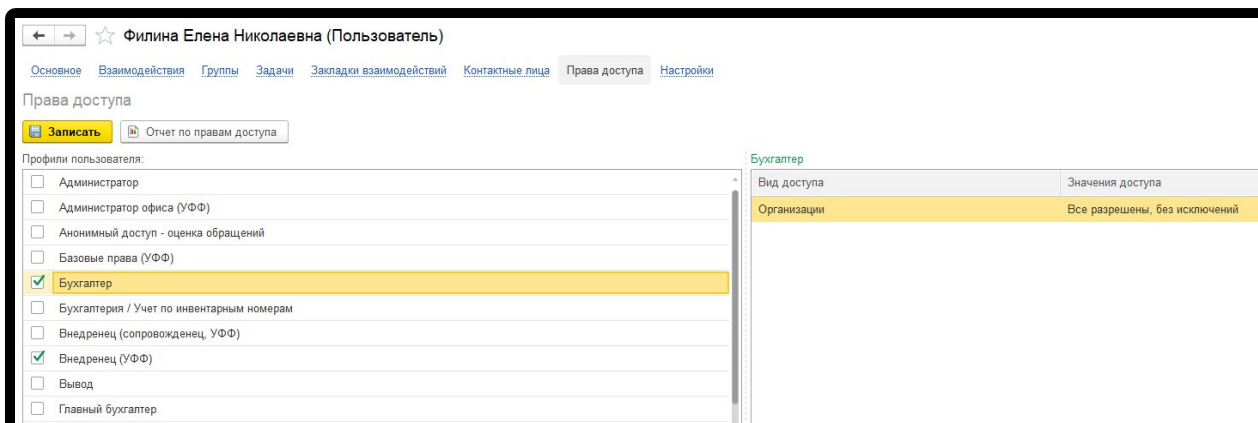 Филина Елена Николаевна (Пользователь)
Основное Взаимодействия Группы Задачи Закладки взаимодействий Контактные лица Права доступа Настройки
Права доступа
Записать Отчет по правам доступа
Профили пользователя:
Администратор
Администратор офиса (УФФ)
Анонимный доступ - оценка обращений
Базовые права (УФФ)
Бухгалтер
Бухгалтерия / Учет по инвентарным номерам
Внедренец (сопровожденец, УФФ)
Внедренец (УФФ)
Вывод
Главный бухгалтер
Бухгалтер
Вид доступа Значения доступа
Организации Все разрешены, без исключений